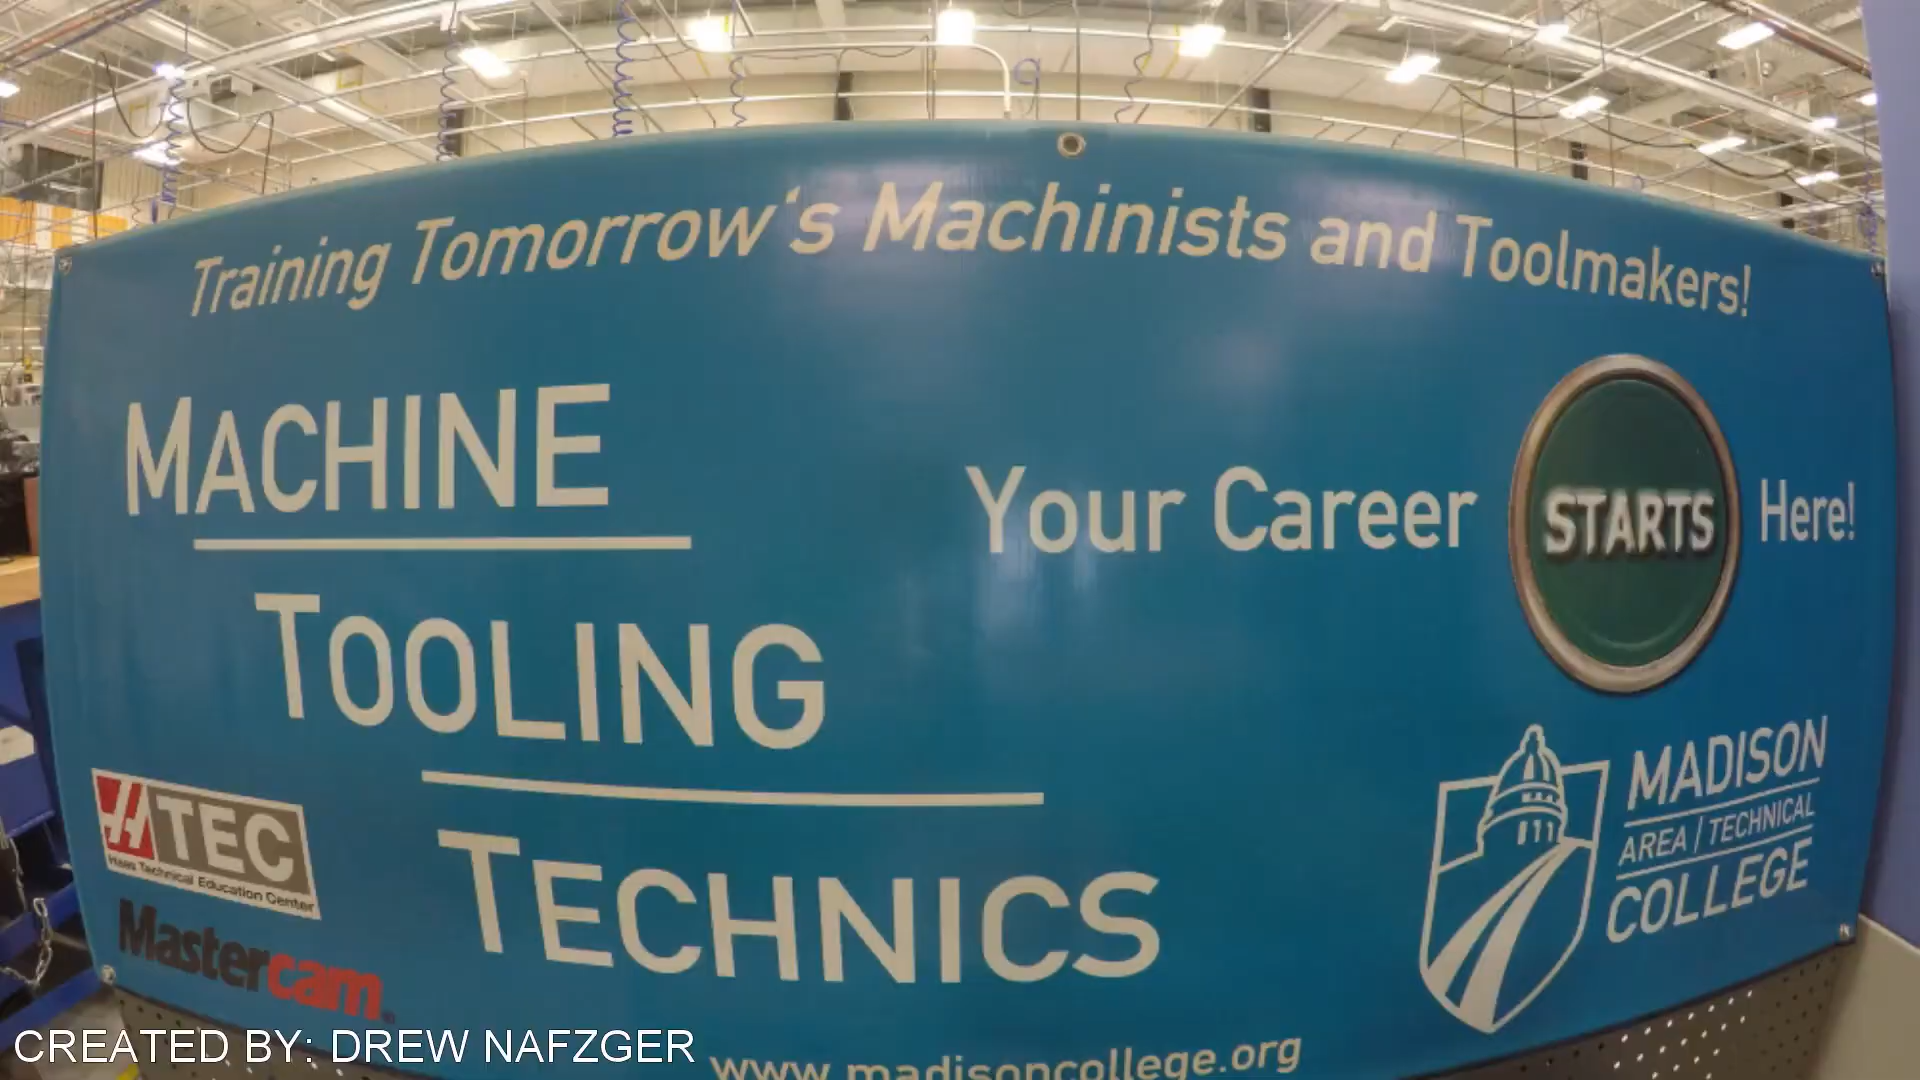 Training Tomorrow's Machinists and Toolmakers!
MACHINE
TOOLING
TECHNICS
Your Career STARTS Here!
HTEC
Haas Technical Education Center
Mastercam®
MADISON
AREA / TECHNICAL
COLLEGE
www.madisoncollege.org
CREATED BY: DREW NAFZGER